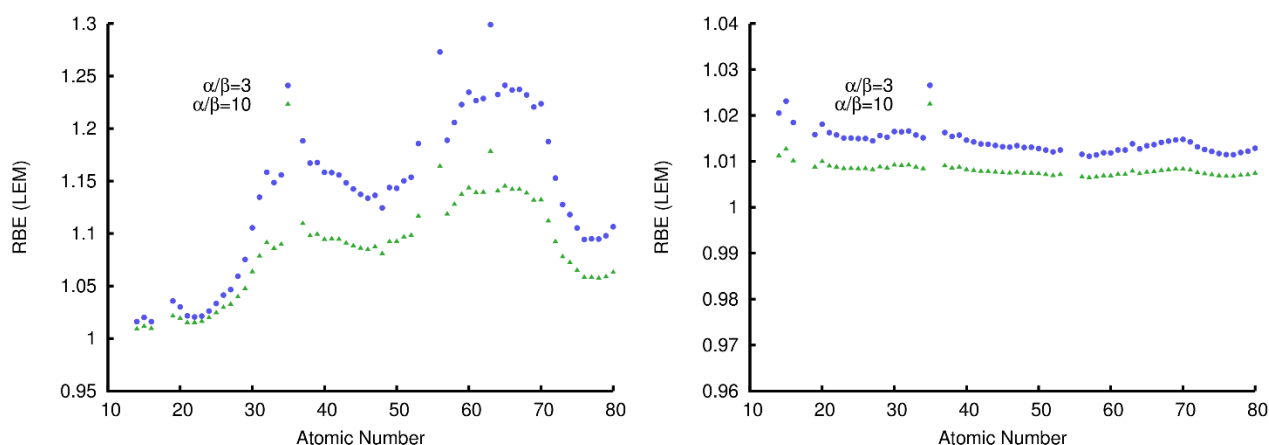 1.3
1.25
1.2
1.15
1.1
1.05
1
0.95
RBE (LEM)
α/β=3
α/β=10
10 20 30 40 50 60 70 80
Atomic Number
1.04
1.03
1.02
1.01
1
0.99
0.98
0.97
0.96
RBE (LEM)
α/β=3
α/β=10
10 20 30 40 50 60 70 80
Atomic Number